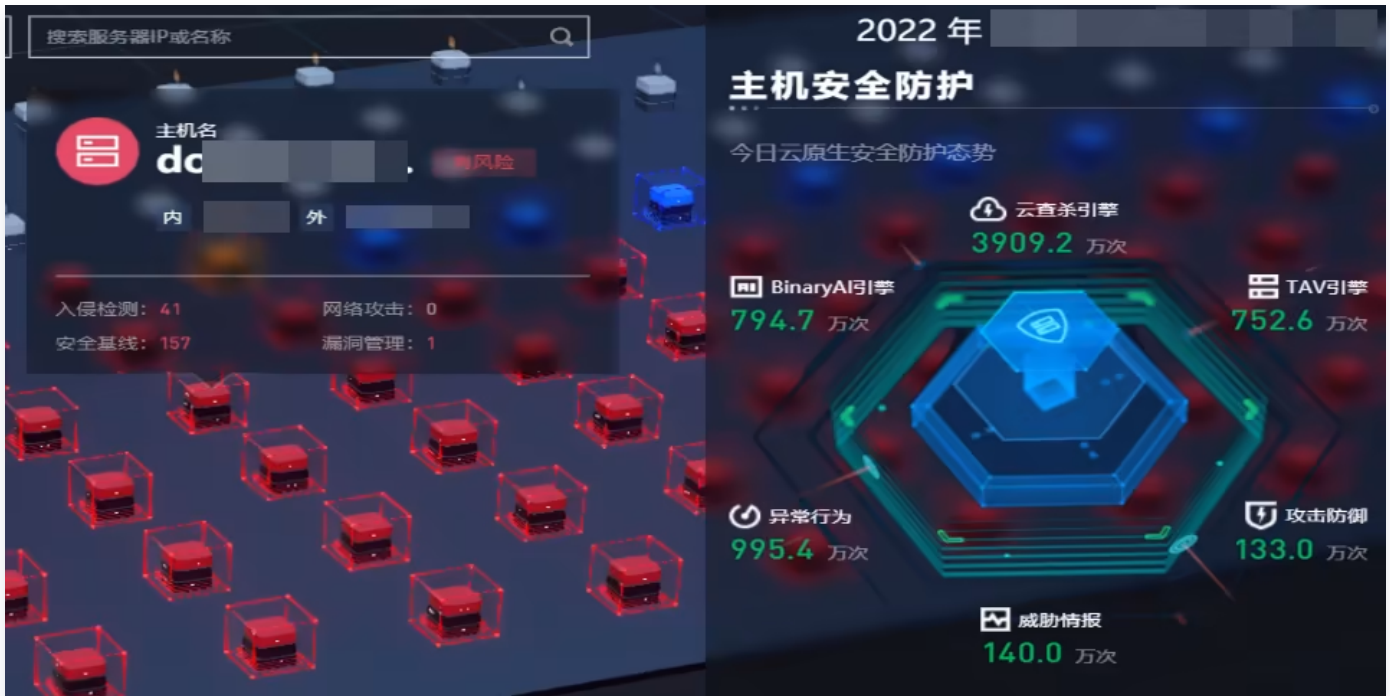 搜索服务器IP或名称
主机名
do
.
有风险
内 外
入侵检测：41 网络攻击：0
安全基线：157 漏洞管理：1
2022 年
主机安全防护
今日云原生安全防护态势
云查杀引擎
3909.2 万次
BinaryAI引擎
794.7 万次
TAV引擎
752.6 万次
异常行为
995.4 万次
攻击防御
133.0 万次
威胁情报
140.0 万次